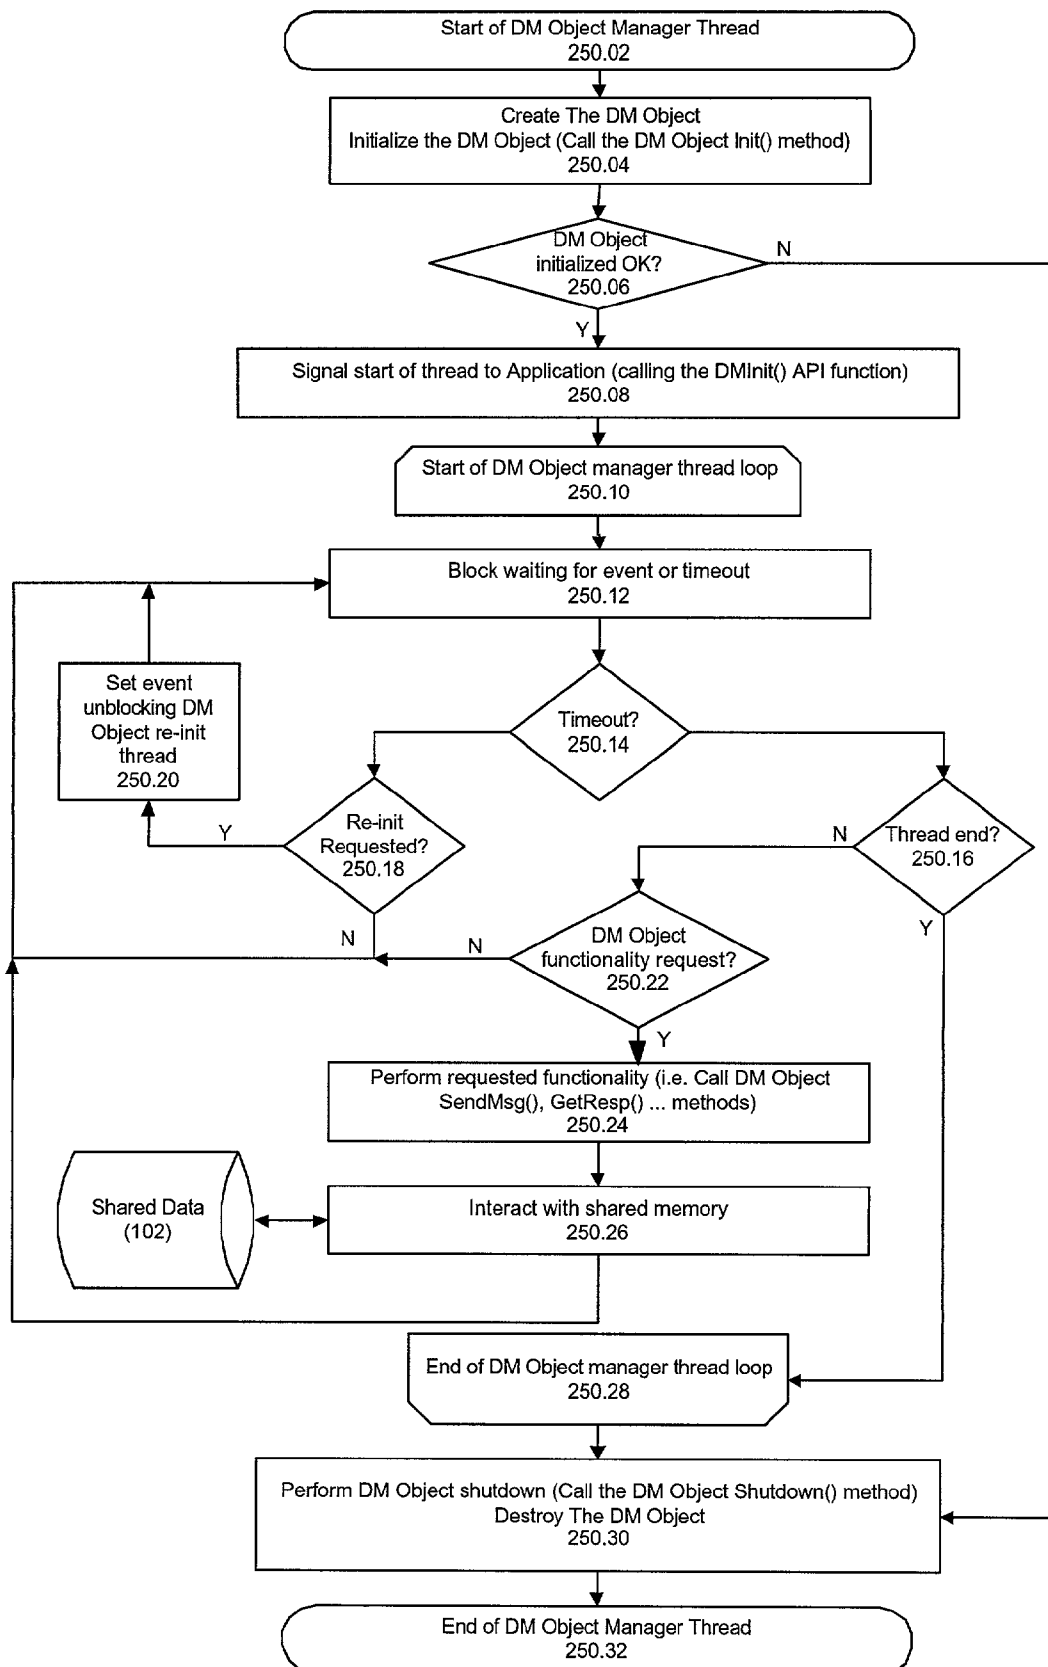 Start of DM Object Manager Thread
250.02
Create The DM Object
Initialize the DM Object (Call the DM Object Init() method)
250.04
DM Object
initialized OK?
250.06
N
Y
Signal start of thread to Application (calling the DMInit() API function)
250.08
Start of DM Object manager thread loop
250.10
Block waiting for event or timeout
250.12
Set event
unblocking DM
Object re-init
thread
250.20
Timeout?
250.14
Re-init
Requested?
250.18
Y
N
Thread end?
250.16
N
Y
DM Object
functionality request?
250.22
N
Y
Perform requested functionality (i.e. Call DM Object
SendMsg(), GetResp() ... methods)
250.24
Shared Data
(102)
Interact with shared memory
250.26
End of DM Object manager thread loop
250.28
Perform DM Object shutdown (Call the DM Object Shutdown() method)
Destroy The DM Object
250.30
End of DM Object Manager Thread
250.32